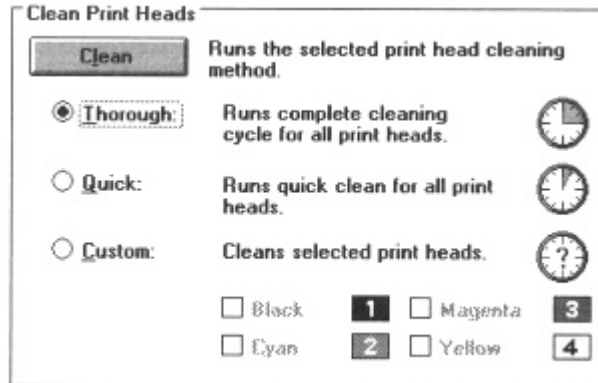 Clean Print Heads
Clean
Runs the selected print head cleaning
method.
Thorough:
Runs complete cleaning
cycle for all print heads.
Quick:
Runs quick clean for all print
heads.
Custom:
Cleans selected print heads.
?
Black 1 Magenta 3
Cyan 2 Yellow 4